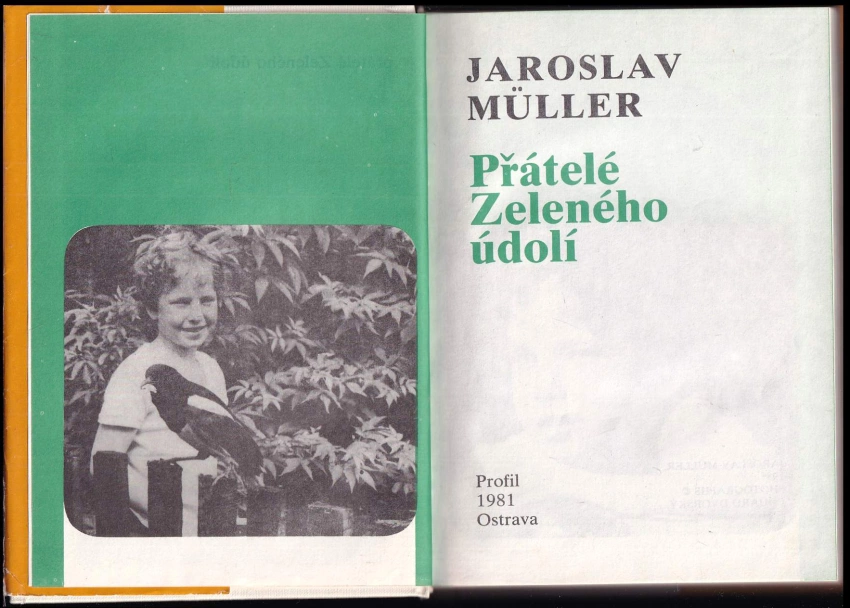 JAROSLAV
MÜLLER
Přátelé
Zeleného
údolí
Profil
1981
Ostrava